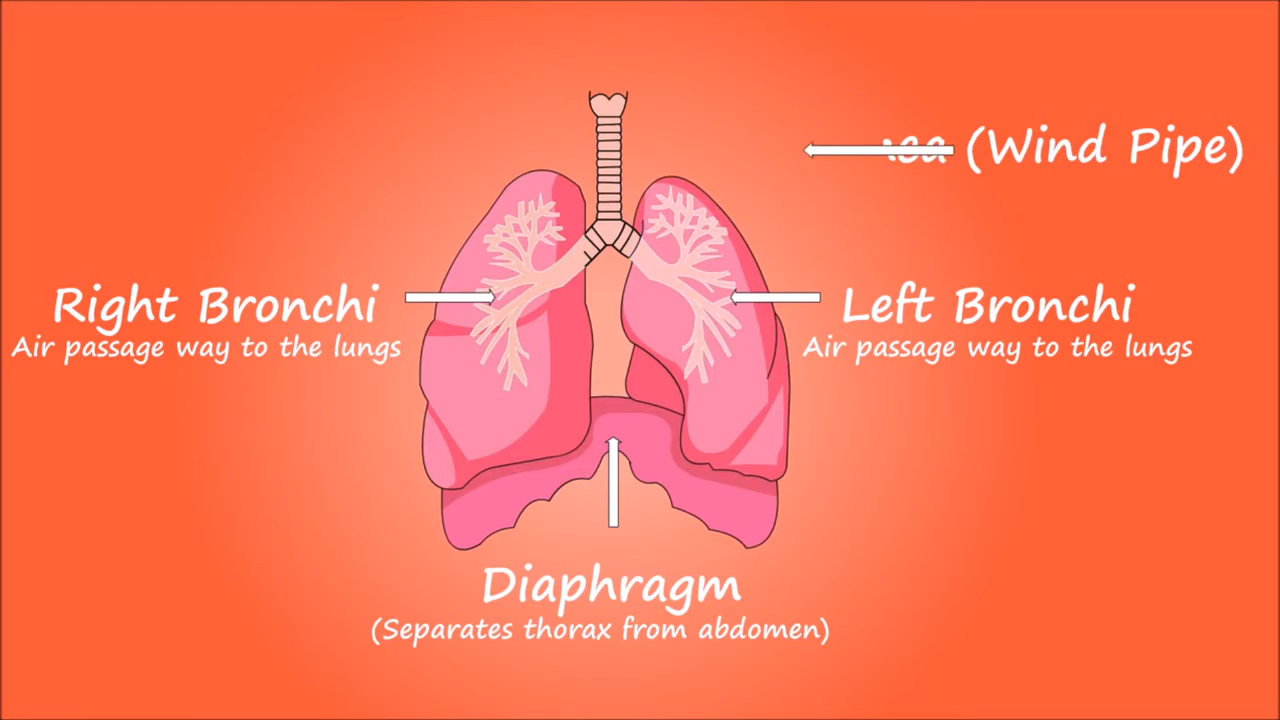 (Wind Pipe)
Right Bronchi
Air passage way to the lungs
Left Bronchi
Air passage way to the lungs
Diaphragm
(Separates thorax from abdomen)